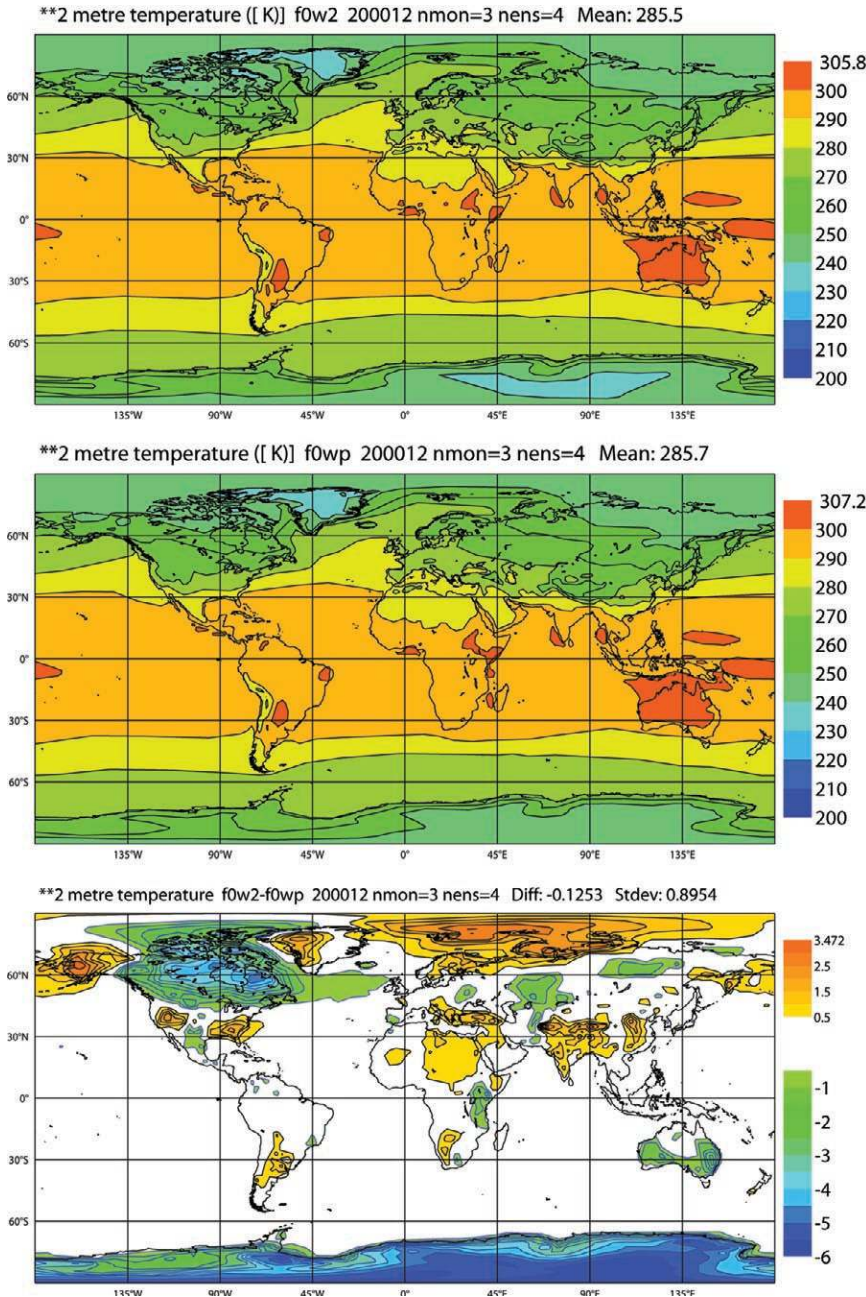 **2 metre temperature ([ K)] f0w2 200012 nmon=3 nens=4 Mean: 285.5
305.8
300
290
280
270
260
250
240
230
220
210
200
60°N
30°N
0°
30°S
60°S
135°W 90°W 45°W 0° 45°E 90°E 135°E
**2 metre temperature ([ K)] f0wp 200012 nmon=3 nens=4 Mean: 285.7
307.2
300
290
280
270
260
250
240
230
220
210
200
60°N
30°N
0°
30°S
60°S
135°W 90°W 45°W 0° 45°E 90°E 135°E
**2 metre temperature f0w2-f0wp 200012 nmon=3 nens=4 Diff: -0.1253 Stdev: 0.8954
3.472
2.5
1.5
0.5
-1
-2
-3
-4
-5
-6
60°N
30°N
0°
30°S
60°S
135°W 90°W 45°W 0° 45°E 90°E 135°E